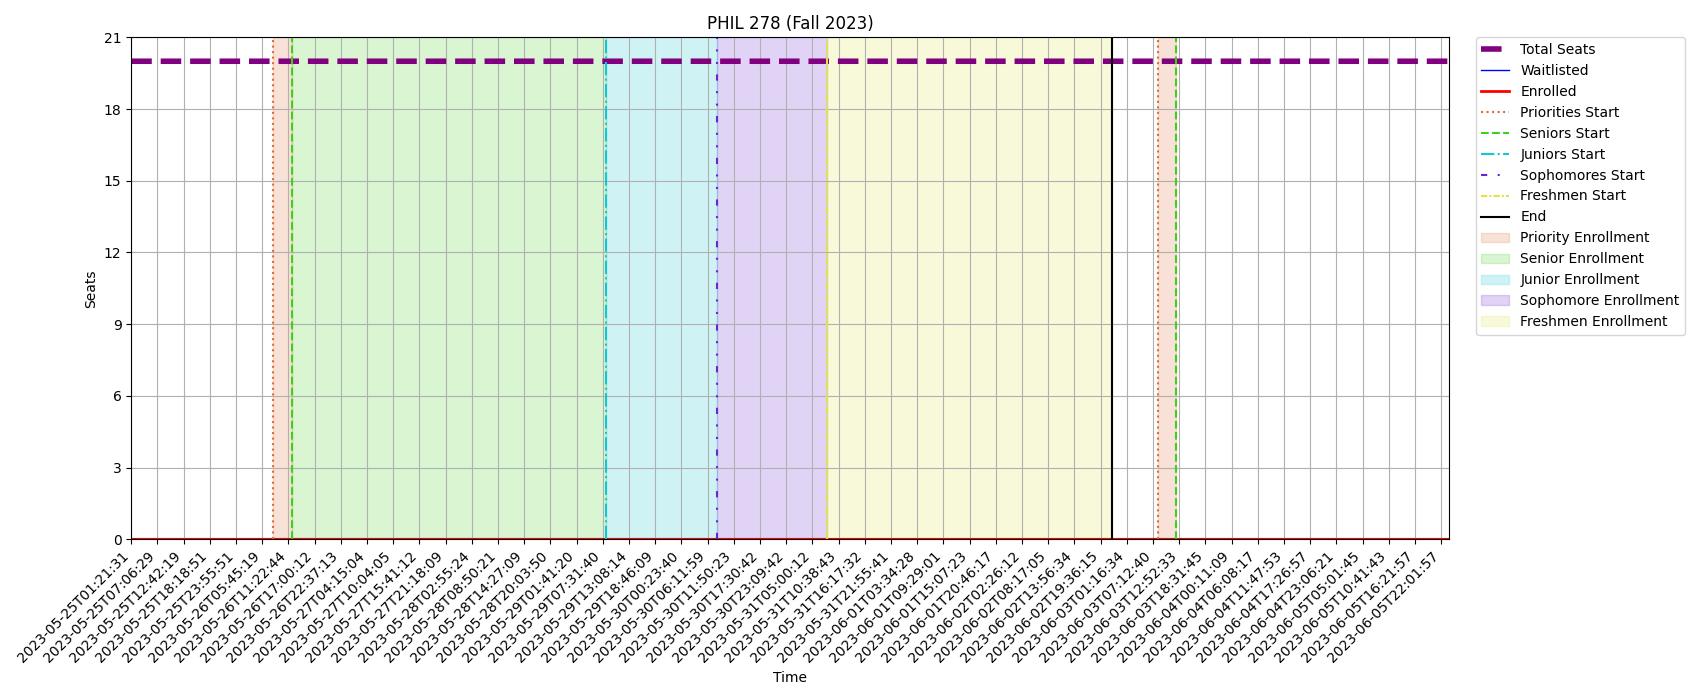 PHIL 278 (Fall 2023)
21
18
15
12
9
6
3
0
Seats
2023-05-25T01:21:31
2023-05-25T07:06:29
2023-05-25T12:42:19
2023-05-25T18:18:51
2023-05-25T23:55:51
2023-05-26T05:45:19
2023-05-26T11:22:44
2023-05-26T17:00:12
2023-05-26T22:37:13
2023-05-27T04:15:04
2023-05-27T10:04:05
2023-05-27T15:41:12
2023-05-27T21:18:09
2023-05-28T02:55:24
2023-05-28T08:50:21
2023-05-28T14:27:09
2023-05-28T20:03:50
2023-05-29T01:41:20
2023-05-29T07:31:40
2023-05-29T13:08:14
2023-05-29T18:46:09
2023-05-30T00:23:40
2023-05-30T06:11:59
2023-05-30T11:50:23
2023-05-30T17:30:42
2023-05-30T23:09:42
2023-05-31T05:00:12
2023-05-31T10:38:43
2023-05-31T16:17:32
2023-05-31T21:55:41
2023-06-01T03:34:28
2023-06-01T09:29:01
2023-06-01T15:07:23
2023-06-01T20:46:17
2023-06-02T02:26:12
2023-06-02T08:17:05
2023-06-02T13:56:34
2023-06-02T19:36:15
2023-06-03T01:16:34
2023-06-03T07:12:40
2023-06-03T12:52:33
2023-06-03T18:31:45
2023-06-04T00:11:09
2023-06-04T06:08:17
2023-06-04T11:47:53
2023-06-04T17:26:57
2023-06-04T23:06:21
2023-06-05T05:01:45
2023-06-05T10:41:43
2023-06-05T16:21:57
2023-06-05T22:01:57
Time
Total Seats
Waitlisted
Enrolled
Priorities Start
Seniors Start
Juniors Start
Sophomores Start
Freshmen Start
End
Priority Enrollment
Senior Enrollment
Junior Enrollment
Sophomore Enrollment
Freshmen Enrollment